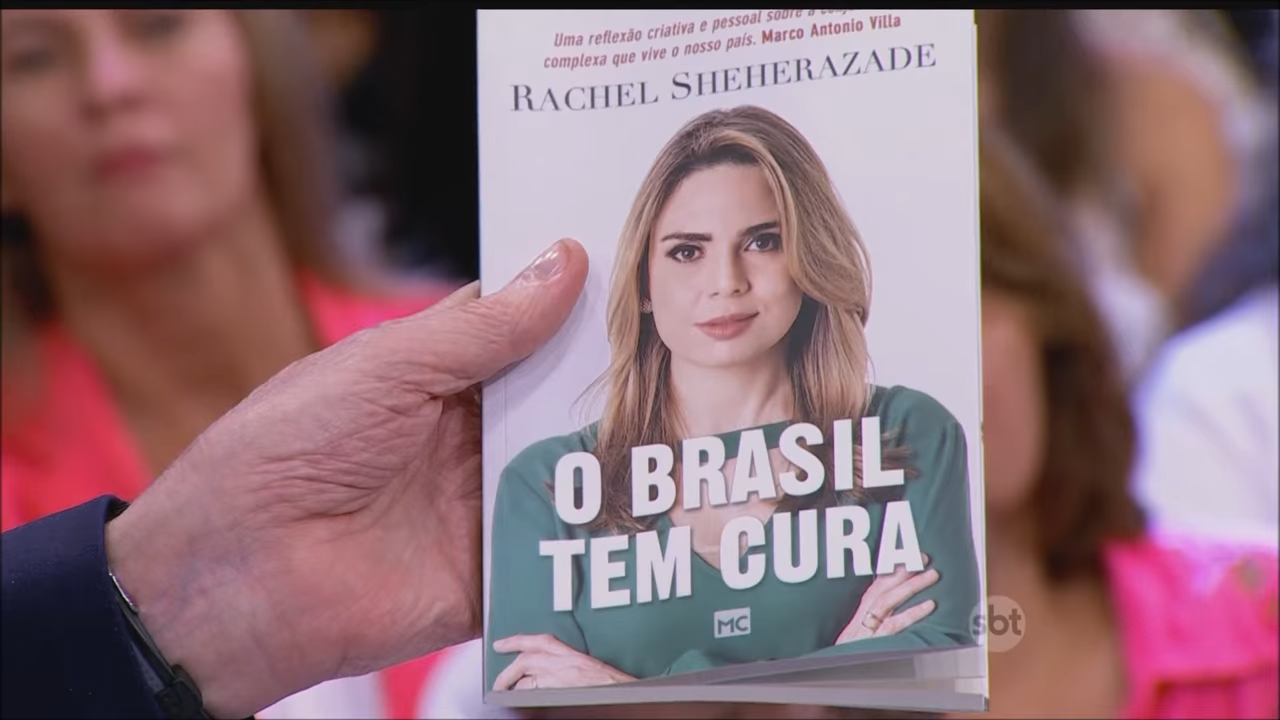 Uma reflexão criativa e pessoal sobre a
complexa que vive o nosso país. Marco Antonio Villa
RACHEL SHEHERAZADE
O BRASIL
TEM CURA
MC
sbt